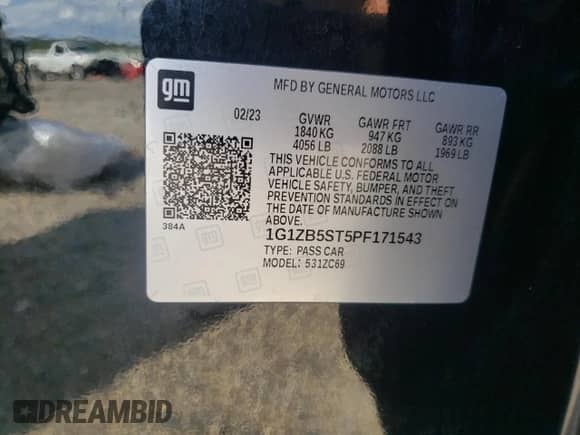 gm
MFD BY GENERAL MOTORS LLC
02/23 GVWR GAWR FRT GAWR RR
1840 KG 947 KG 893 KG
4056 LB 2088 LB 1969 LB
THIS VEHICLE CONFORMS TO ALL
APPLICABLE U.S. FEDERAL MOTOR
VEHICLE SAFETY, BUMPER, AND THEFT
PREVENTION STANDARDS IN EFFECT ON
THE DATE OF MANUFACTURE SHOWN
ABOVE.
384A
1G1ZB5ST5PF171543
TYPE: PASS CAR
MODEL: 531ZC69
DREAMBID